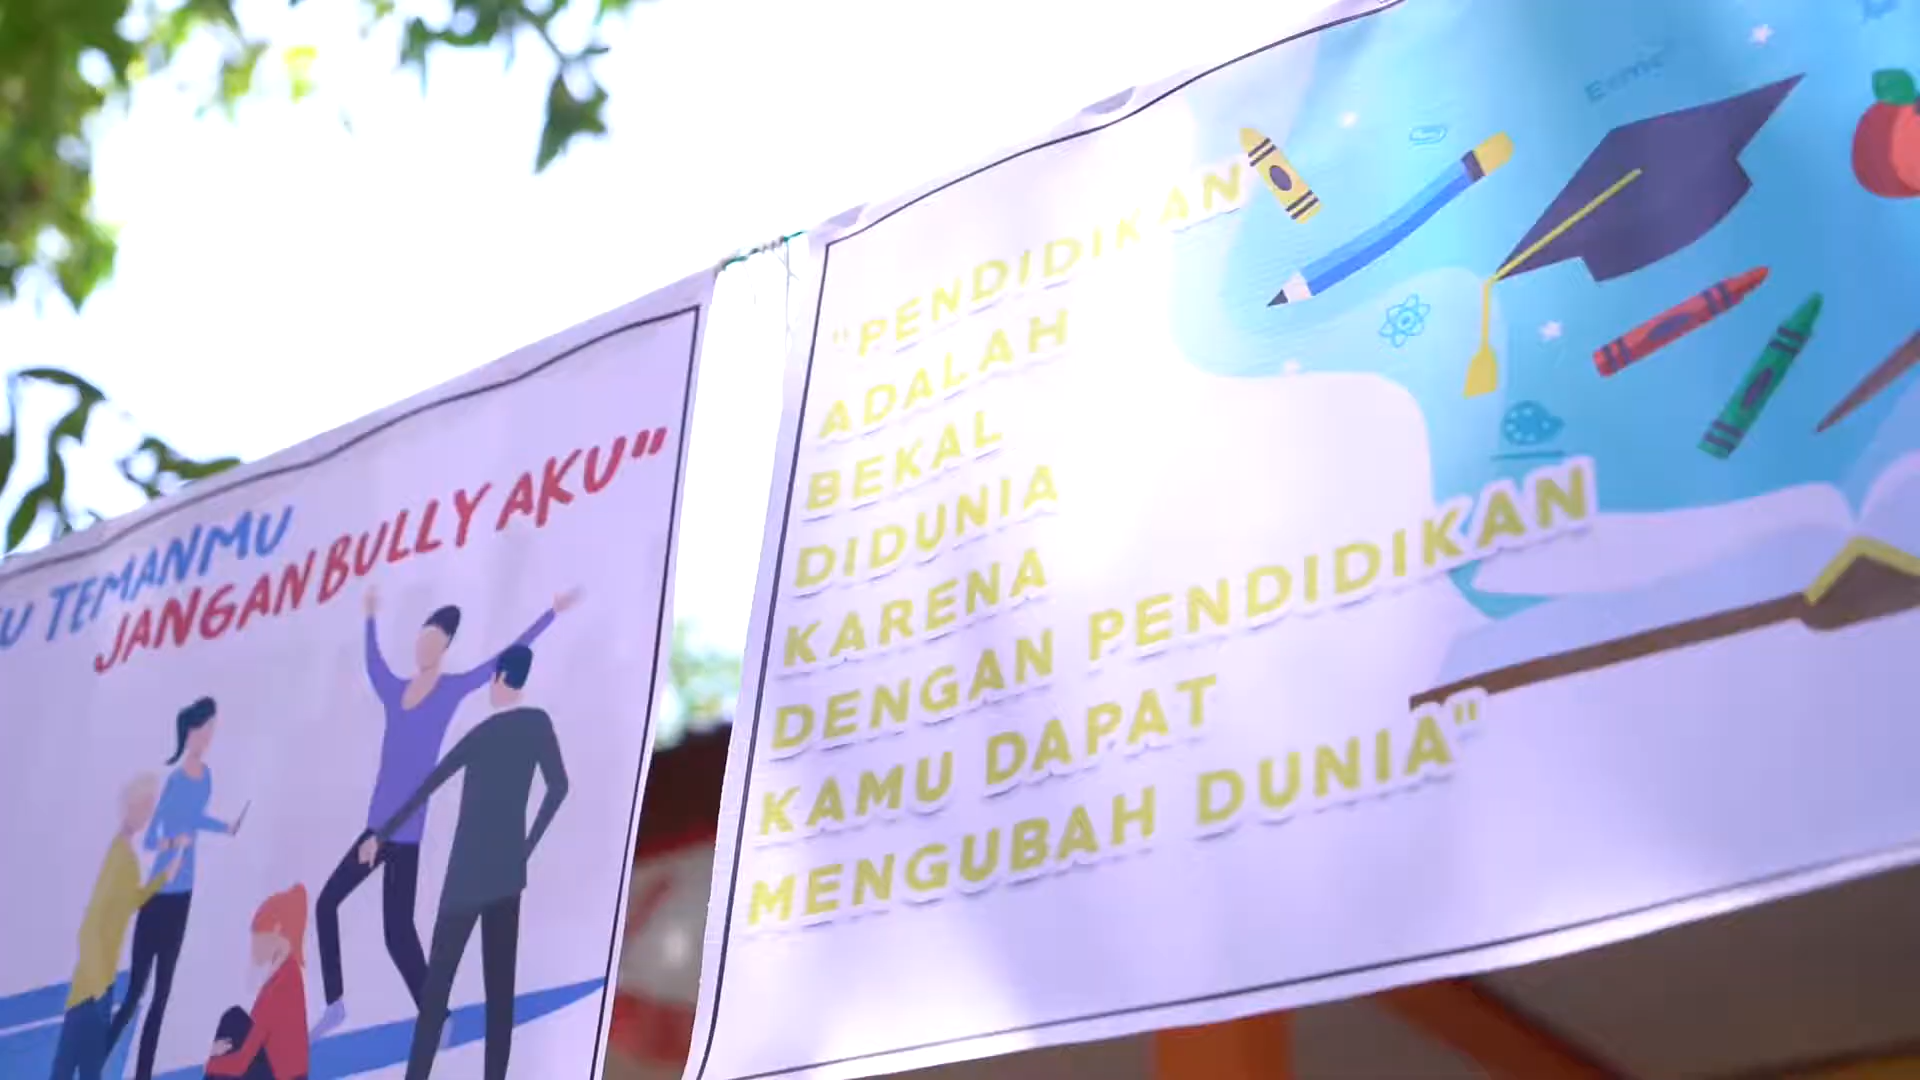 U TEMANMU
JANGAN BULLY AKU"
"PENDIDIKAN
ADALAH
BEKAL
DIDUNIA
KARENA
DENGAN PENDIDIKAN
KAMU DAPAT
MENGUBAH DUNIA"